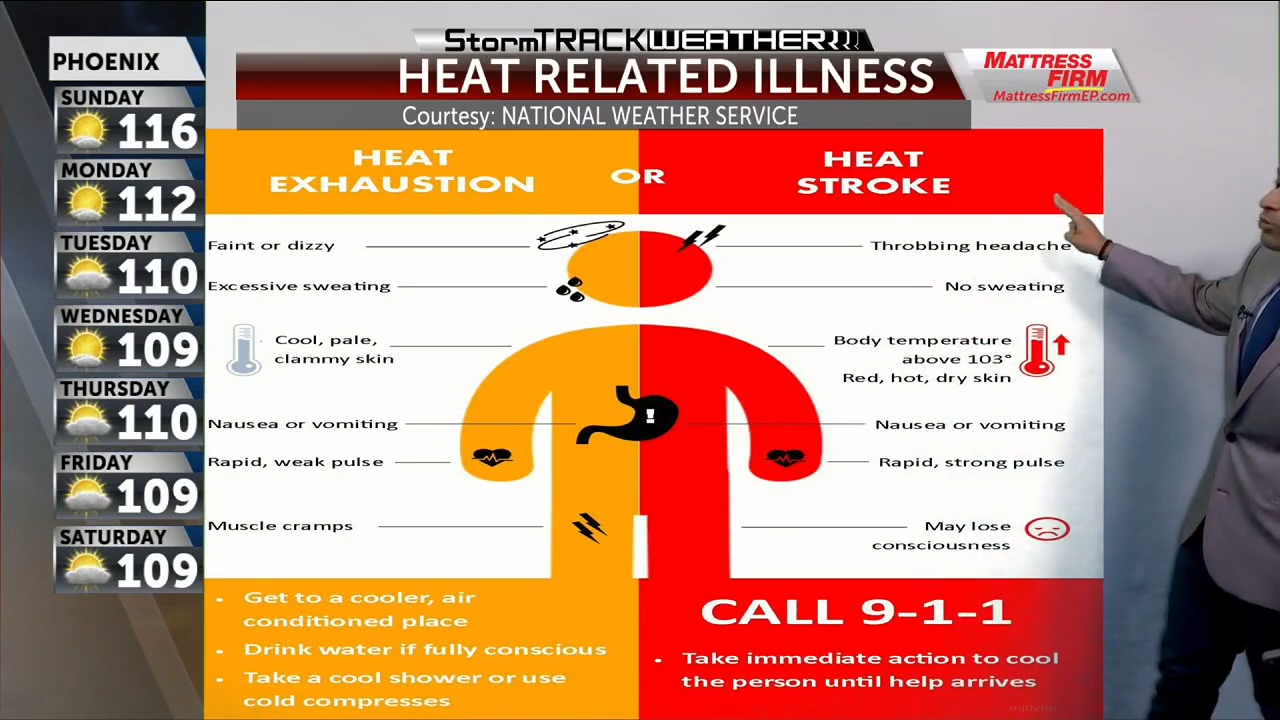 StormTRACKWEATHER
HEAT RELATED ILLNESS
Courtesy: NATIONAL WEATHER SERVICE
MATTRESS
FIRM
MattressFirmEP.com
PHOENIX
SUNDAY
116
MONDAY
112
TUESDAY
110
WEDNESDAY
109
THURSDAY
110
FRIDAY
109
SATURDAY
109
HEAT
EXHAUSTION
OR
HEAT
STROKE
Faint or dizzy
Excessive sweating
Cool, pale,
clammy skin
Nausea or vomiting
Rapid, weak pulse
Muscle cramps
!
Throbbing headache
No sweating
Body temperature
above 103°
Red, hot, dry skin
Nausea or vomiting
Rapid, strong pulse
May lose
consciousness
• Get to a cooler, air
conditioned place
• Drink water if fully conscious
• Take a cool shower or use
cold compresses
CALL 9-1-1
• Take immediate action to cool
the person until help arrives